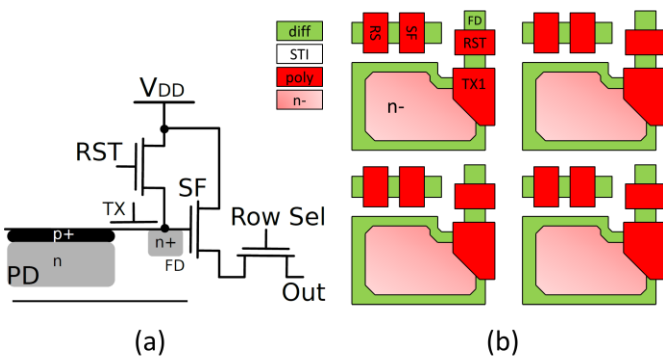 VDD
RST
TX
SF
Row Sel
p+
n
n+
PD
FD
Out
(a)
diff
STI
poly
n-
RS
SF
FD
RST
TX1
n-
(b)